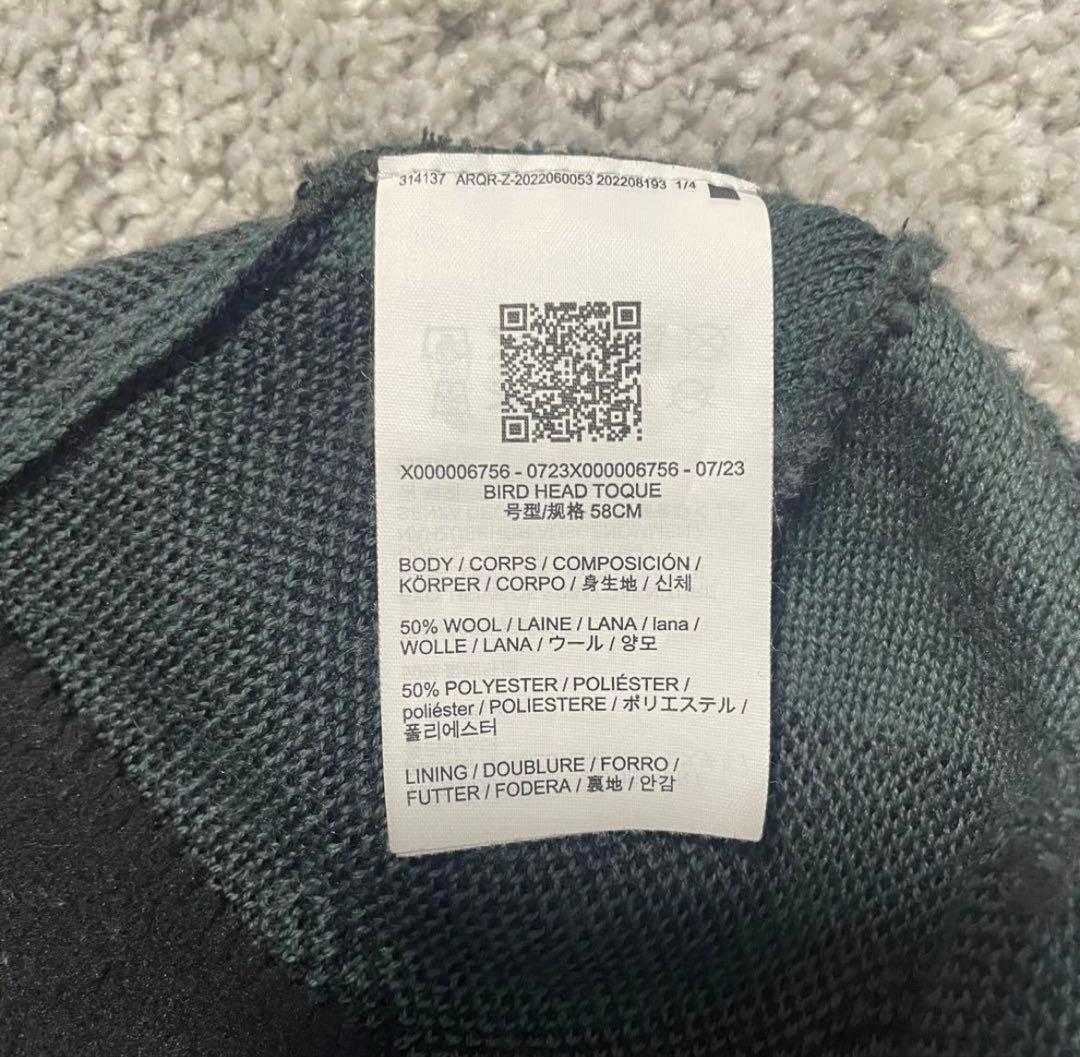 314137 ARQR-Z-2022060053 202208193 1/4
X000006756 - 0723X000006756 - 07/23
BIRD HEAD TOQUE
号型/规格 58CM
BODY / CORPS / COMPOSICIÓN /
KÖRPER / CORPO / 身生地 / 신체
50% WOOL / LAINE / LANA / lana /
WOLLE / LANA / ウール / 양모
50% POLYESTER / POLIÉSTER /
poliéster / POLIESTERE / ポリエステル /
폴리에스터
LINING / DOUBLURE / FORRO /
FUTTER / FODERA / 裏地 / 안감